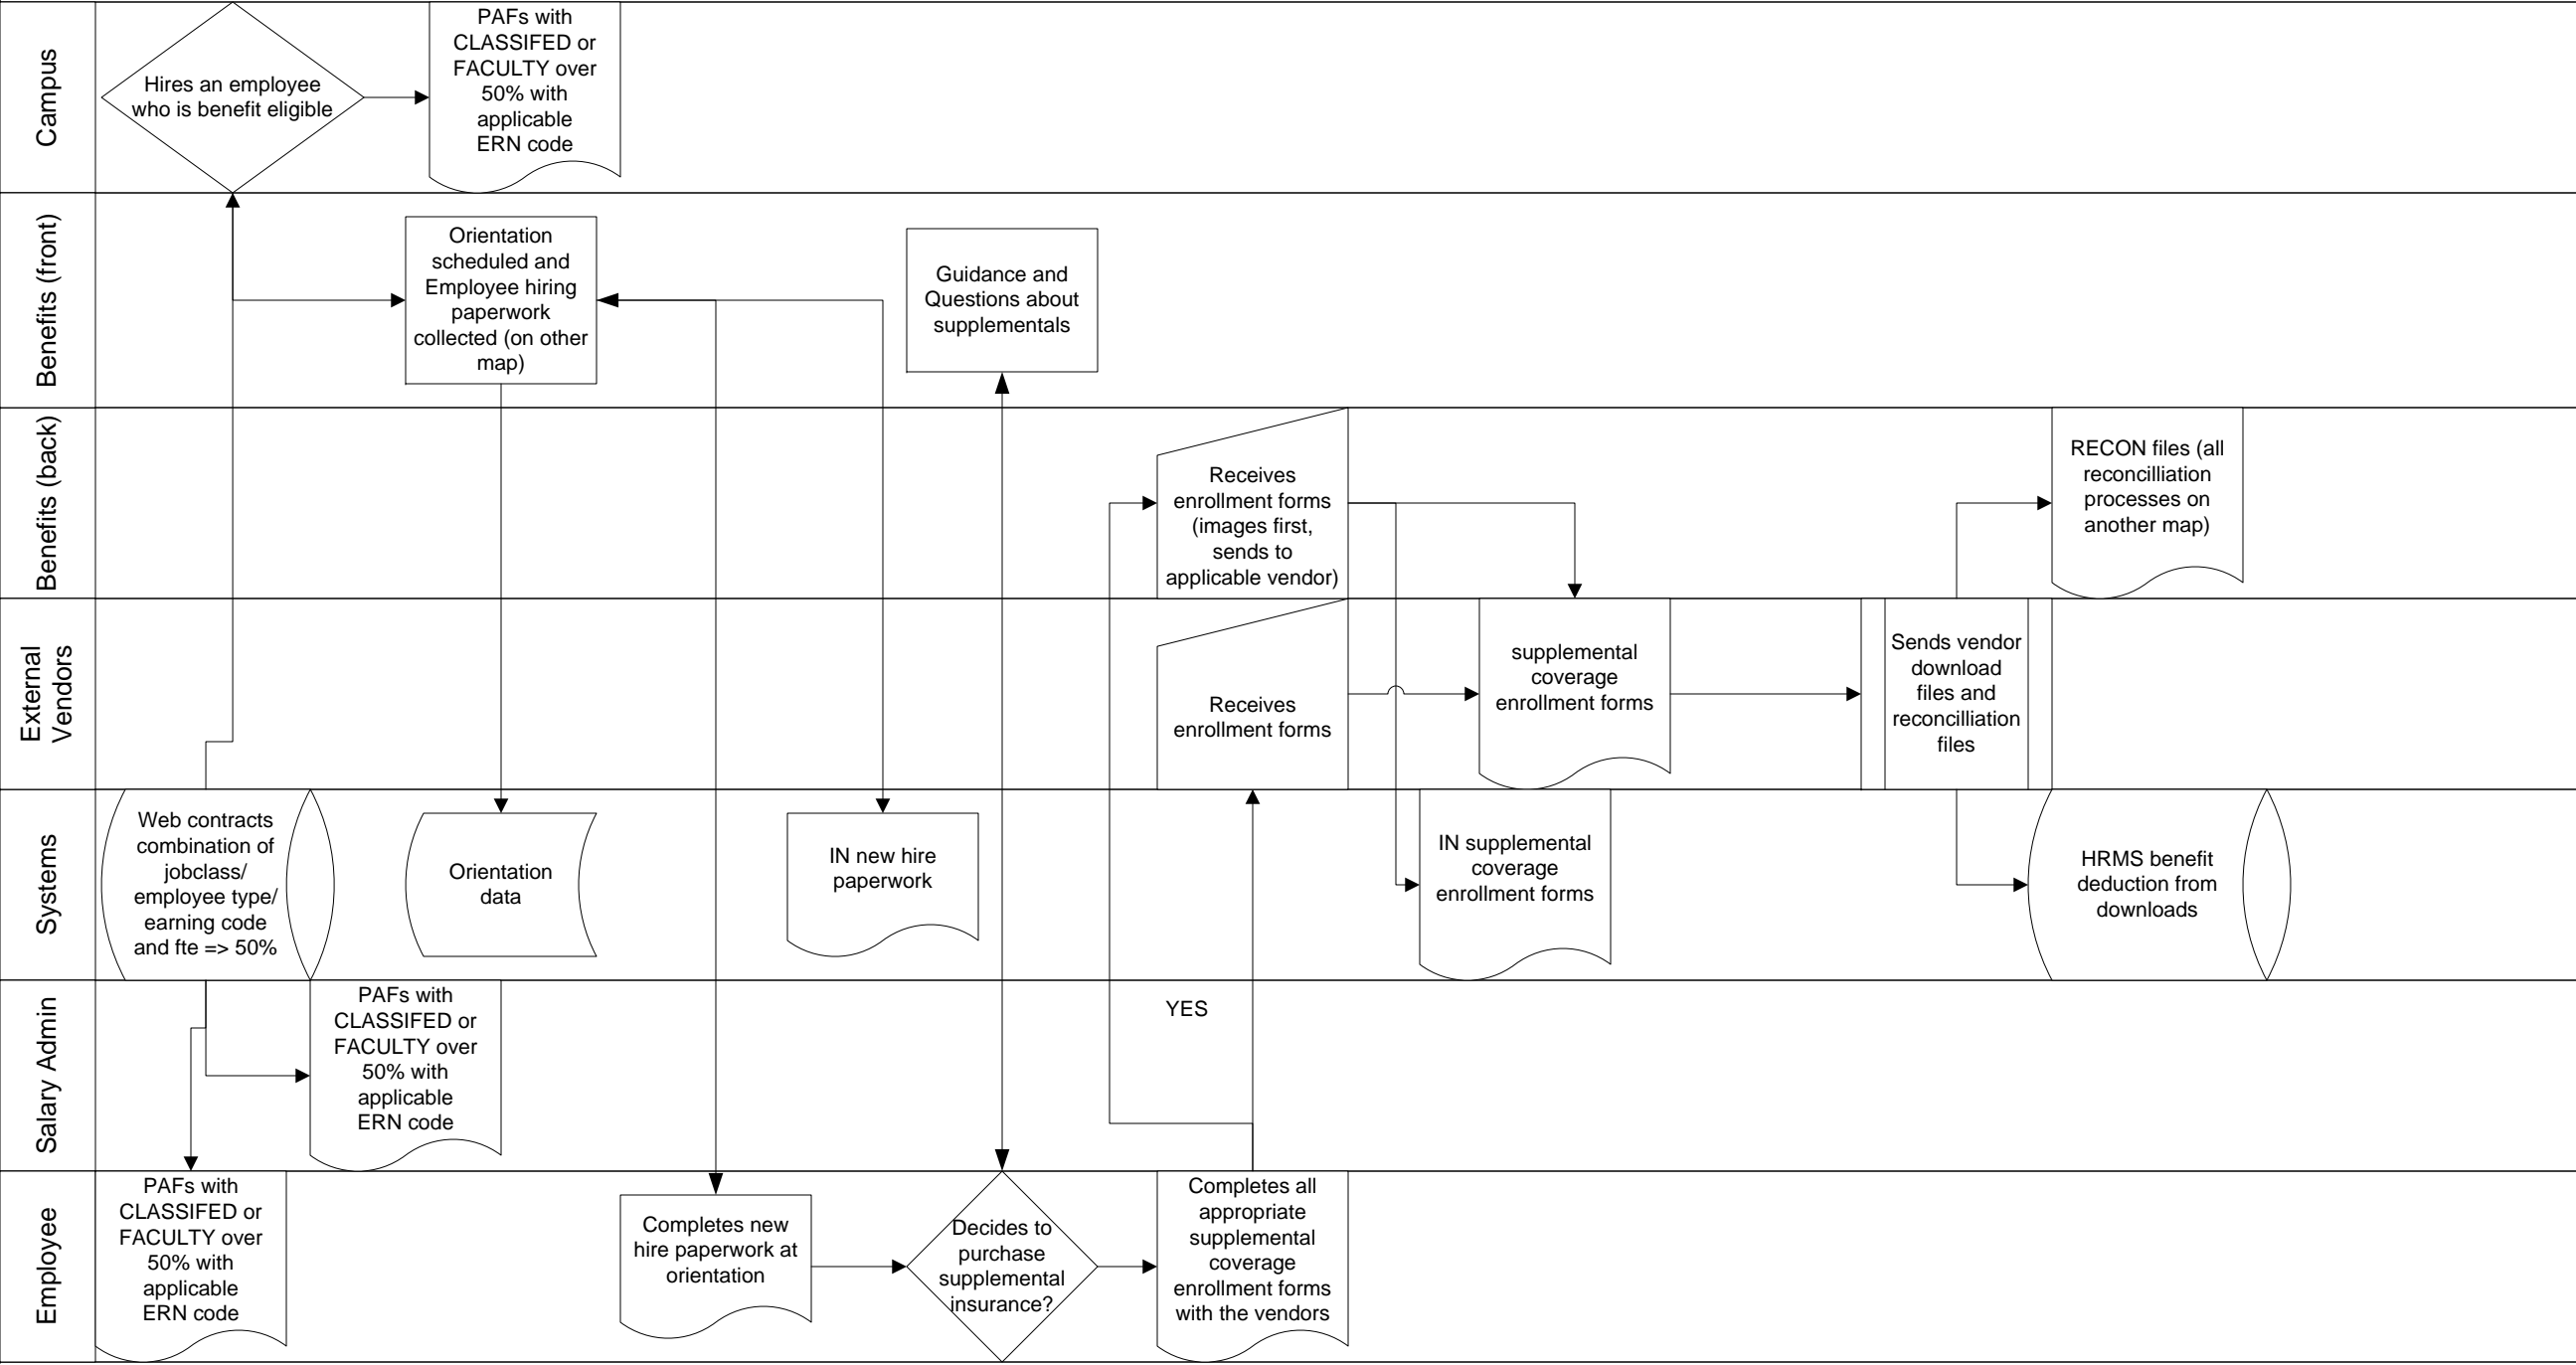 Campus
Hires an employee
who is benefit eligible
PAFs with
CLASSIFED or
FACULTY over
50% with
applicable
ERN code
Benefits (front)
Orientation
scheduled and
Employee hiring
paperwork
collected (on other
map)
Guidance and
Questions about
supplementals
Benefits (back)
Receives
enrollment forms
(images first,
sends to
applicable vendor)
RECON files (all
reconcilliation
processes on
another map)
External
Vendors
Receives
enrollment forms
supplemental
coverage
enrollment forms
Sends vendor
download
files and
reconcilliation
files
Systems
Web contracts
combination of
jobclass/
employee type/
earning code
and fte => 50%
Orientation
data
IN new hire
paperwork
IN supplemental
coverage
enrollment forms
HRMS benefit
deduction from
downloads
Salary Admin
PAFs with
CLASSIFED or
FACULTY over
50% with
applicable
ERN code
YES
Employee
PAFs with
CLASSIFED or
FACULTY over
50% with
applicable
ERN code
Completes new
hire paperwork at
orientation
Decides to
purchase
supplemental
insurance?
Completes all
appropriate
supplemental
coverage
enrollment forms
with the vendors